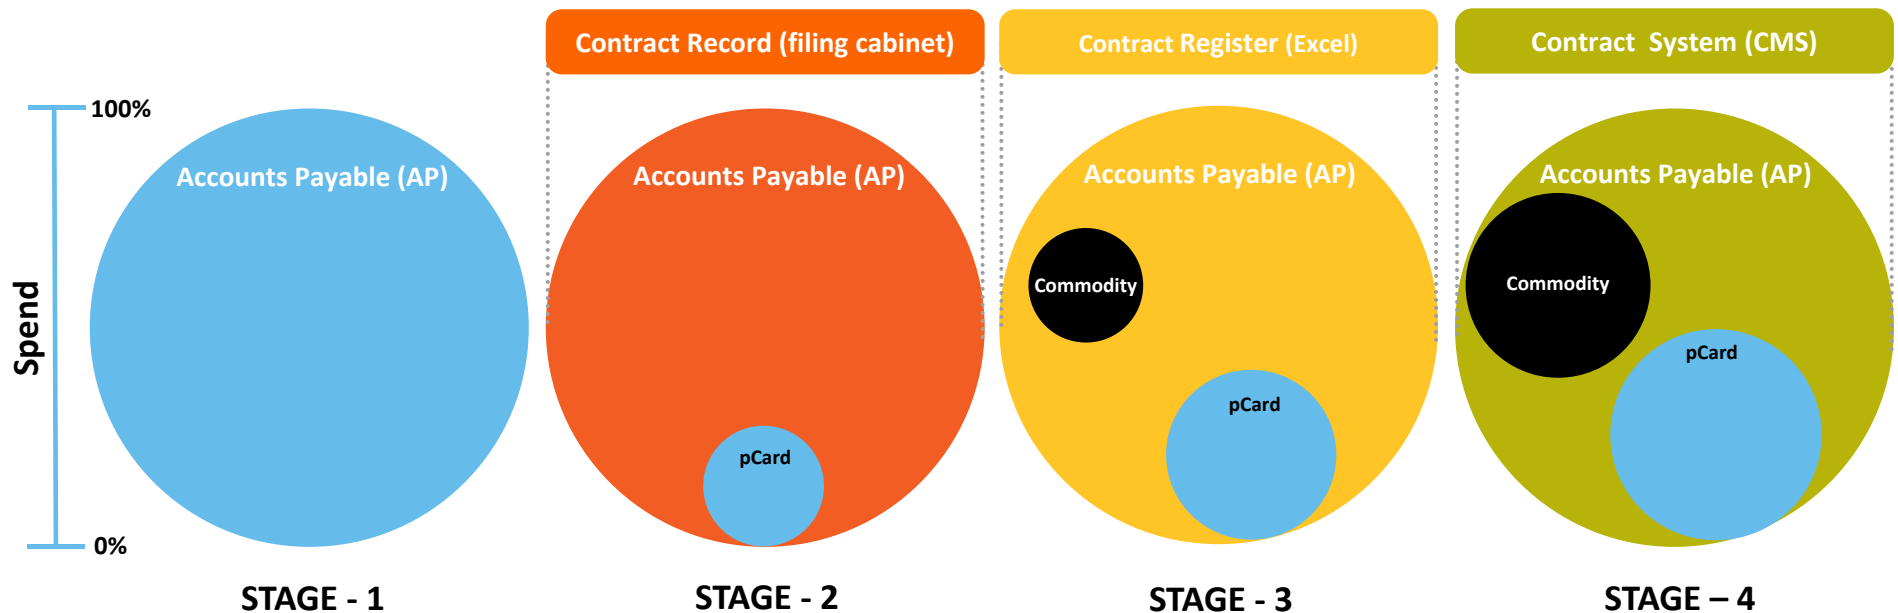 Contract Record (filing cabinet)
Contract Register (Excel)
Contract System (CMS)
100%
Spend
0%
Accounts Payable (AP)
Accounts Payable (AP)
pCard
Accounts Payable (AP)
Commodity
pCard
Accounts Payable (AP)
Commodity
pCard
STAGE - 1
STAGE - 2
STAGE - 3
STAGE – 4